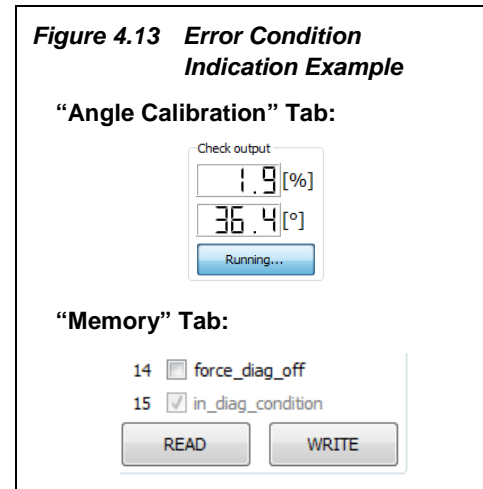 Figure 4.13 Error Condition
Indication Example
“Angle Calibration” Tab:
Check output
1.9 [%]
36.4 [°]
Running...
“Memory” Tab:
14 force_diag_off
15 in_diag_condition
READ WRITE